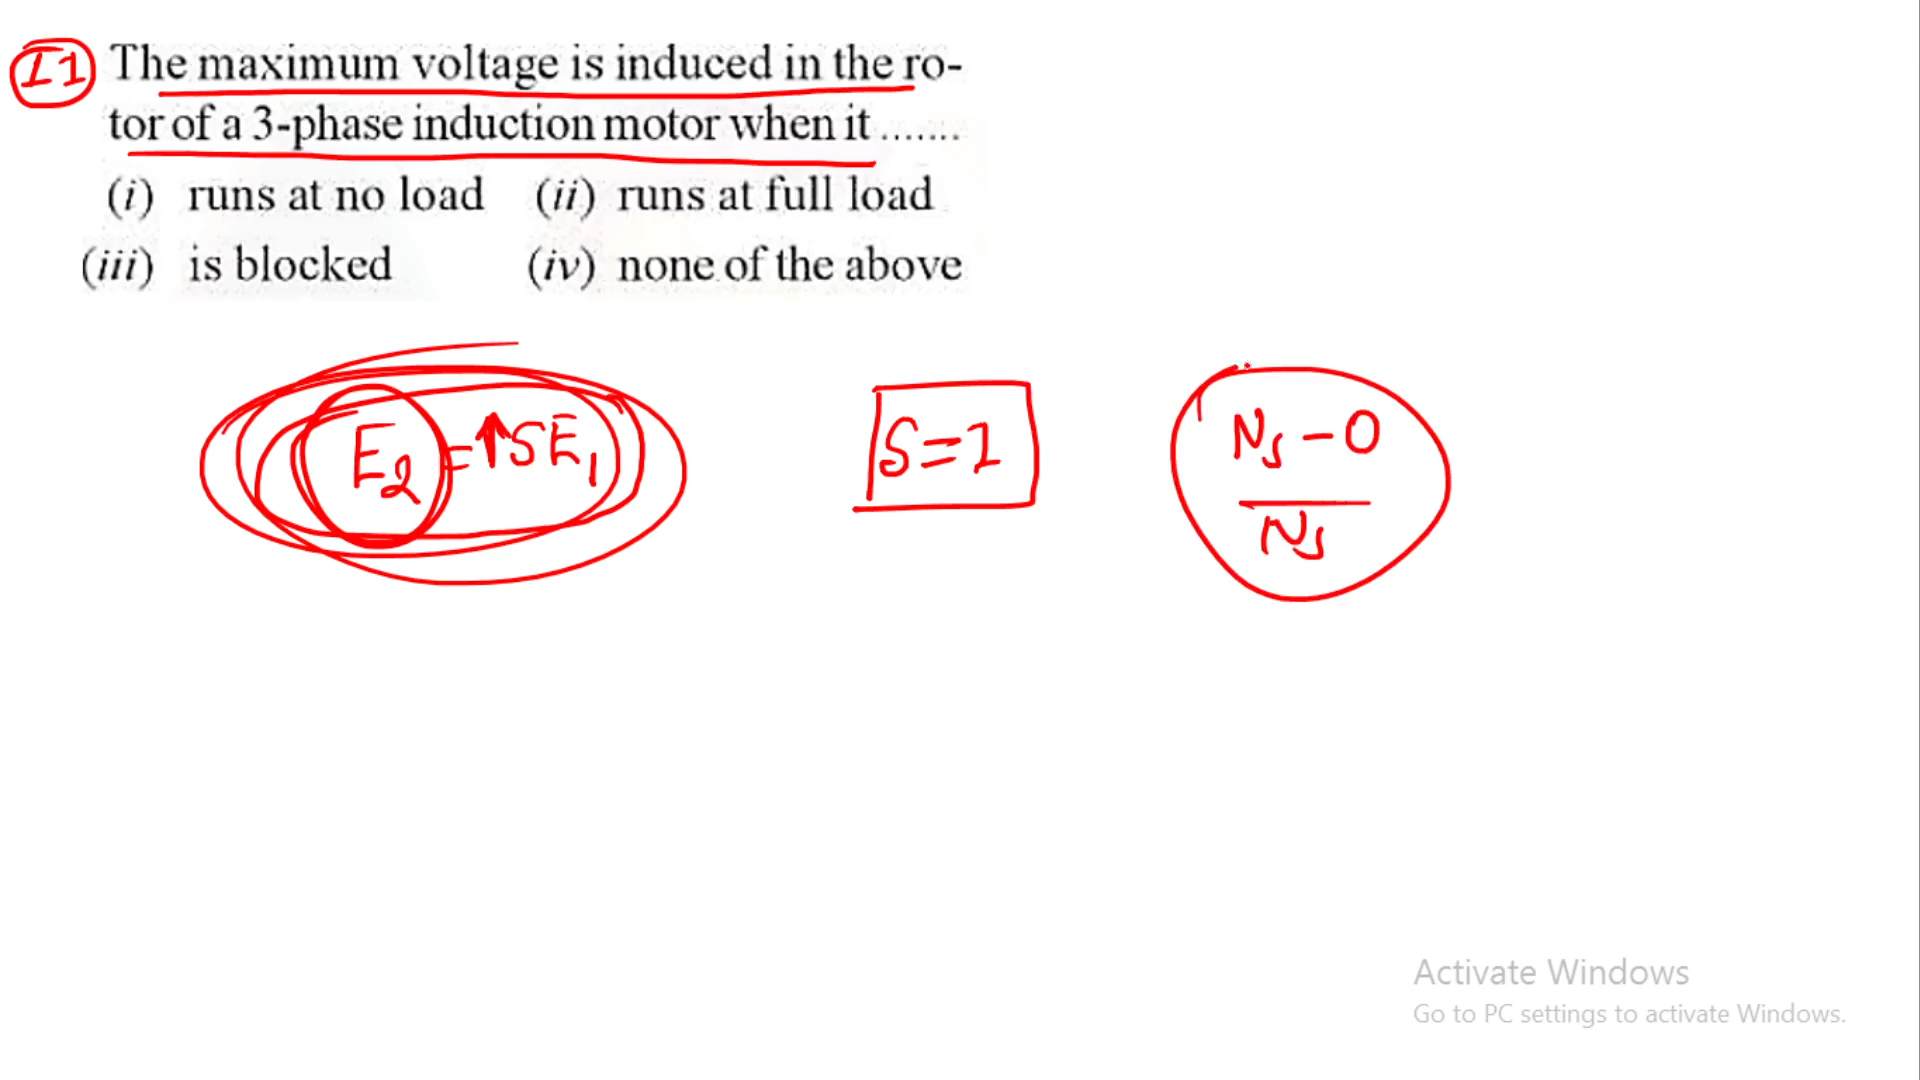 I1 The maximum voltage is induced in the ro-
tor of a 3-phase induction motor when it .......
(i) runs at no load (ii) runs at full load
(iii) is blocked (iv) none of the above
E2 = ↑SE1 S=1 Ns-0
Ns
Activate Windows
Go to PC settings to activate Windows.